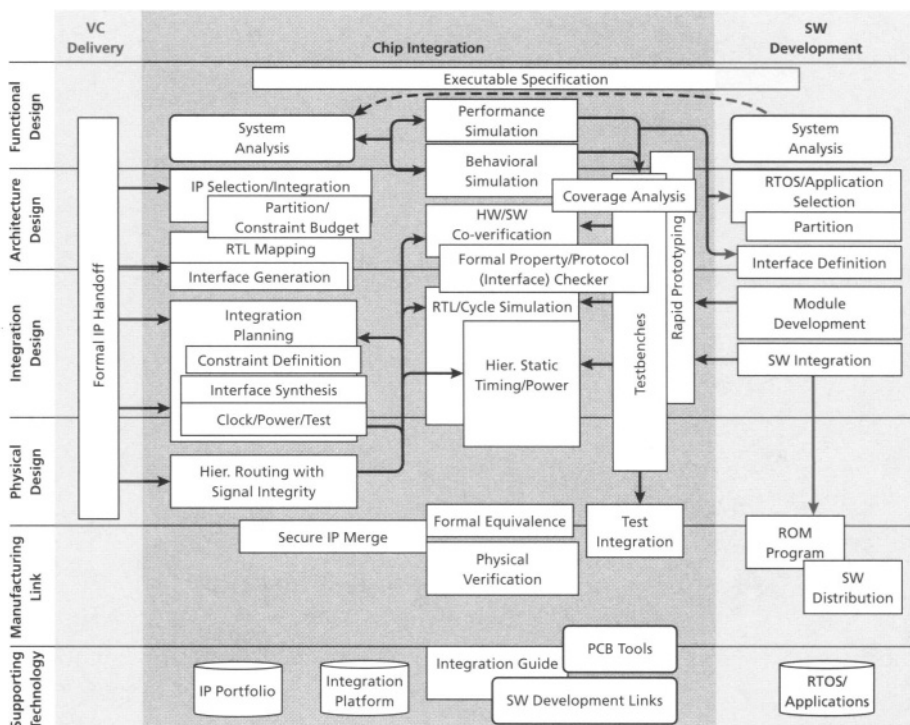 VC
Delivery
Chip Integration
SW
Development
Functional
Design
Executable Specification
System
Analysis
Performance
Simulation
Behavioral
Simulation
System
Analysis
Formal IP Handoff
Architecture
Design
IP Selection/Integration
Partition/
Constraint Budget
RTL Mapping
Interface Generation
Coverage Analysis
HW/SW
Co-verification
Formal Property/Protocol
(Interface) Checker
Testbenches
Rapid Prototyping
RTOS/Application
Selection
Partition
Interface Definition
Integration
Design
Integration
Planning
Constraint Definition
Interface Synthesis
Clock/Power/Test
RTL/Cycle Simulation
Hier. Static
Timing/Power
Module
Development
SW Integration
Physical
Design
Hier. Routing with
Signal Integrity
Manufacturing
Link
Secure IP Merge
Formal Equivalence
Physical
Verification
Test
Integration
ROM
Program
SW
Distribution
Supporting
Technology
IP Portfolio
Integration
Platform
Integration Guide
PCB Tools
SW Development Links
RTOS/
Applications